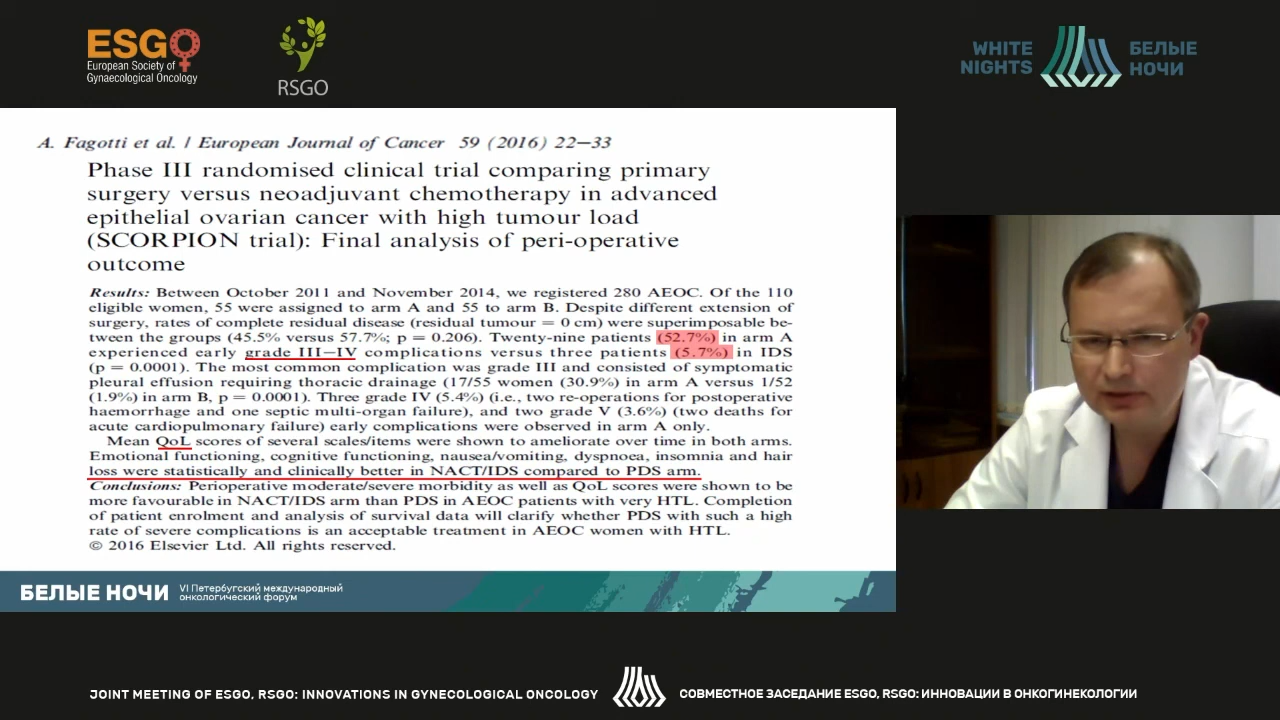 ESGO
European Society of
Gynaecological Oncology
RSGO
WHITE
NIGHTS
БЕЛЫЕ
НОЧИ
A. Fagotti et al. / European Journal of Cancer 59 (2016) 22–33
Phase III randomised clinical trial comparing primary
surgery versus neoadjuvant chemotherapy in advanced
epithelial ovarian cancer with high tumour load
(SCORPION trial): Final analysis of peri-operative
outcome
Results: Between October 2011 and November 2014, we registered 280 AEOC. Of the 110
eligible women, 55 were assigned to arm A and 55 to arm B. Despite different extension of
surgery, rates of complete residual disease (residual tumour = 0 cm) were superimposable be-
tween the groups (45.5% versus 57.7%; p = 0.206). Twenty-nine patients (52.7%) in arm A
experienced early grade III–IV complications versus three patients (5.7%) in IDS
(p = 0.0001). The most common complication was grade III and consisted of symptomatic
pleural effusion requiring thoracic drainage (17/55 women (30.9%) in arm A versus 1/52
(1.9%) in arm B, p = 0.0001). Three grade IV (5.4%) (i.e., two re-operations for postoperative
haemorrhage and one septic multi-organ failure), and two grade V (3.6%) (two deaths for
acute cardiopulmonary failure) early complications were observed in arm A only.
Mean QoL scores of several scales/items were shown to ameliorate over time in both arms.
Emotional functioning, cognitive functioning, nausea/vomiting, dyspnoea, insomnia and hair
loss were statistically and clinically better in NACT/IDS compared to PDS arm.
Conclusions: Perioperative moderate/severe morbidity as well as QoL scores were shown to be
more favourable in NACT/IDS arm than PDS in AEOC patients with very HTL. Completion
of patient enrolment and analysis of survival data will clarify whether PDS with such a high
rate of severe complications is an acceptable treatment in AEOC women with HTL.
© 2016 Elsevier Ltd. All rights reserved.
БЕЛЫЕ НОЧИ
VI Петербугский международный
онкологический форум
JOINT MEETING OF ESGO, RSGO: INNOVATIONS IN GYNECOLOGICAL ONCOLOGY
СОВМЕСТНОЕ ЗАСЕДАНИЕ ESGO, RSGO: ИННОВАЦИИ В ОНКОГИНЕКОЛОГИИ